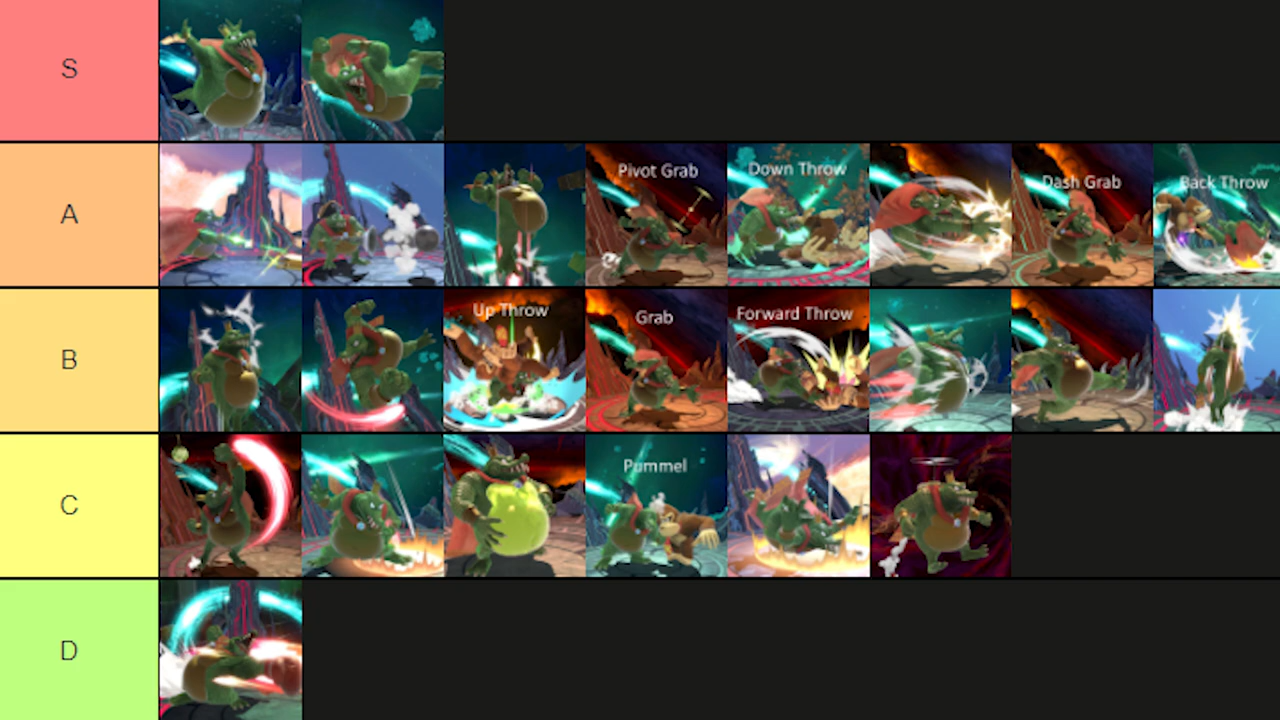 S
A
Pivot Grab
Down Throw
Dash Grab
Back Throw
B
Up Throw
Grab
Forward Throw
C
Pummel
D